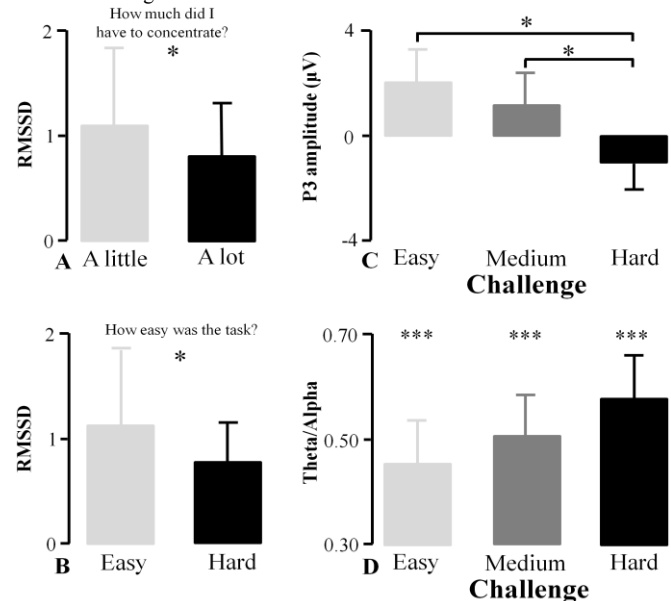 How much did I
have to concentrate?
*
2
1
0
RMSSD
A A little A lot
* 
*
4
0
-4
P3 amplitude (µV)
C Easy Medium Hard
Challenge
How easy was the task?
*
2
1
0
RMSSD
B Easy Hard
*** *** ***
0.70
0.50
0.30
Theta/Alpha
D Easy Medium Hard
Challenge